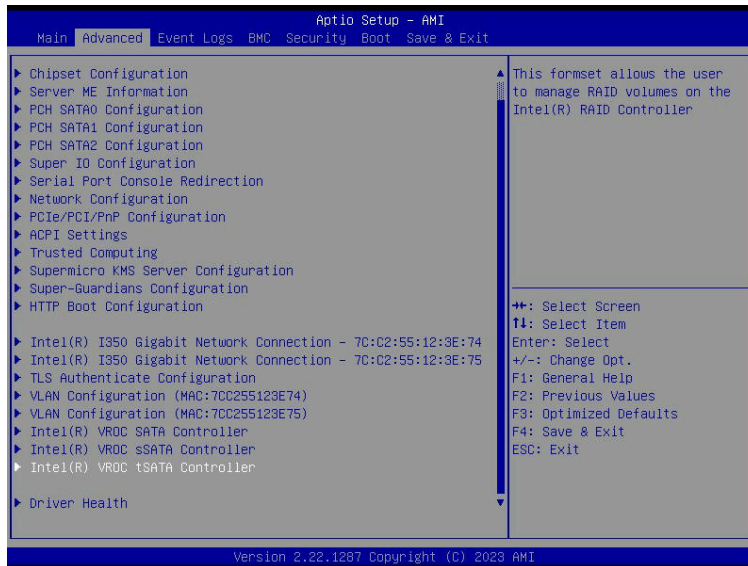 Aptio Setup - AMI
Main Advanced Event Logs BMC Security Boot Save & Exit
▶ Chipset Configuration
▶ Server ME Information
▶ PCH SATA0 Configuration
▶ PCH SATA1 Configuration
▶ PCH SATA2 Configuration
▶ Super IO Configuration
▶ Serial Port Console Redirection
▶ Network Configuration
▶ PCIe/PCI/PnP Configuration
▶ ACPI Settings
▶ Trusted Computing
▶ Supermicro KMS Server Configuration
▶ Super-Guardians Configuration
▶ HTTP Boot Configuration
▶ Intel(R) I350 Gigabit Network Connection - 7C:C2:55:12:3E:74
▶ Intel(R) I350 Gigabit Network Connection - 7C:C2:55:12:3E:75
▶ TLS Authenticate Configuration
▶ VLAN Configuration (MAC:7CC255123E74)
▶ VLAN Configuration (MAC:7CC255123E75)
▶ Intel(R) VROC SATA Controller
▶ Intel(R) VROC sSATA Controller
▶ Intel(R) VROC tSATA Controller
▶ Driver Health
This formset allows the user
to manage RAID volumes on the
Intel(R) RAID Controller
→←: Select Screen
↑↓: Select Item
Enter: Select
+/-: Change Opt.
F1: General Help
F2: Previous Values
F3: Optimized Defaults
F4: Save & Exit
ESC: Exit
Version 2.22.1287 Copyright (C) 2023 AMI